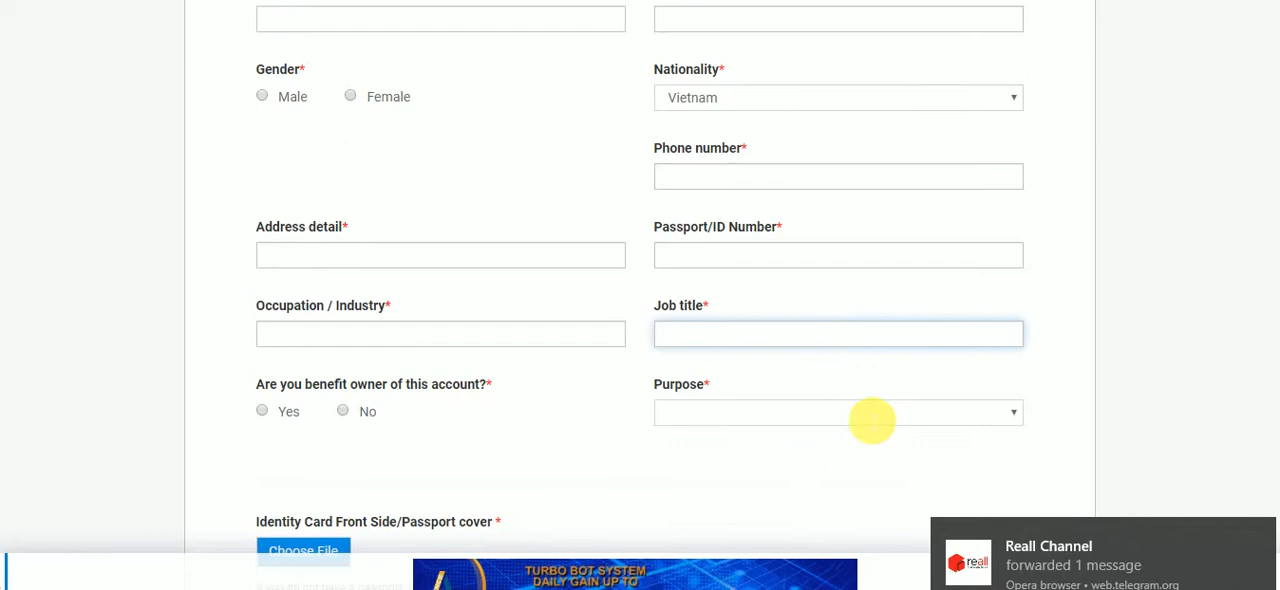 Gender*
Nationality*
Male
Female
Vietnam
Phone number*
Address detail*
Passport/ID Number*
Occupation / Industry*
Job title*
Are you benefit owner of this account?*
Purpose*
Yes
No
Identity Card Front Side/Passport cover *
Choose File
TURBO BOT SYSTEM
DAILY GAIN UP TO
Reall Channel
forwarded 1 message
Opera browser • web.telegram.org
reall